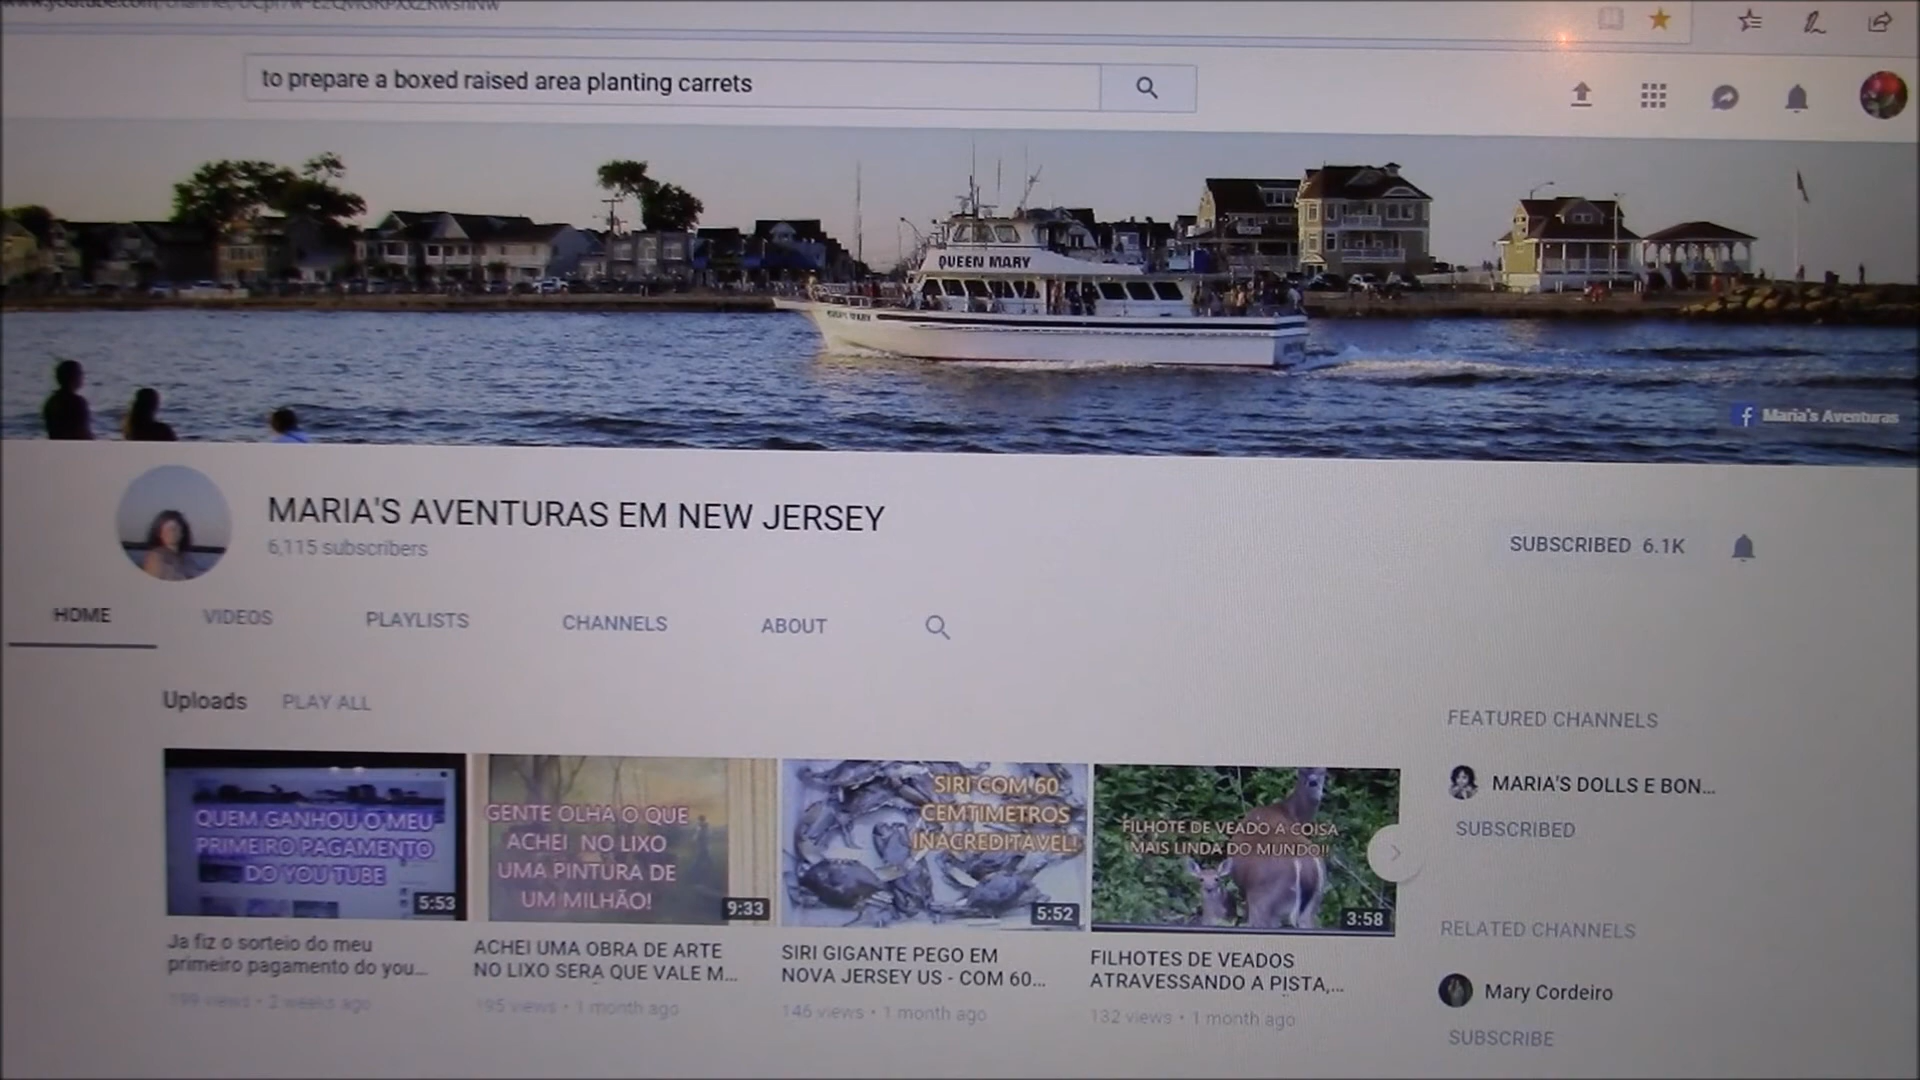 to prepare a boxed raised area planting carrets
QUEEN MARY
Maria's Aventuras
MARIA'S AVENTURAS EM NEW JERSEY
6,115 subscribers
SUBSCRIBED 6.1K
HOME VIDEOS PLAYLISTS CHANNELS ABOUT
Uploads PLAY ALL
QUEM GANHOU O MEU
PRIMEIRO PAGAMENTO
DO YOU TUBE
5:53
GENTE OLHA O QUE
ACHEI NO LIXO
UMA PINTURA DE
UM MILHÃO!
9:33
SIRI COM 60
CEMTIMETROS
INACREDITAVEL!
5:52
FILHOTE DE VEADO A COISA
MAIS LINDA DO MUNDO!!
3:58
Ja fiz o sorteio do meu
primeiro pagamento do you...
views • 2 weeks ago
ACHEI UMA OBRA DE ARTE
NO LIXO SERA QUE VALE M...
195 views • 1 month ago
SIRI GIGANTE PEGO EM
NOVA JERSEY US - COM 60...
146 views • 1 month ago
FILHOTES DE VEADOS
ATRAVESSANDO A PISTA,...
132 views • 1 month ago
FEATURED CHANNELS
MARIA'S DOLLS E BON...
SUBSCRIBED
RELATED CHANNELS
Mary Cordeiro
SUBSCRIBE